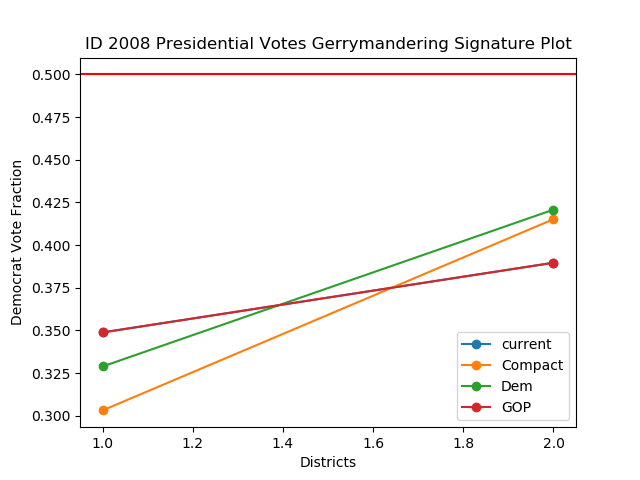 ID 2008 Presidential Votes Gerrymandering Signature Plot
0.500
0.475
0.450
0.425
0.400
0.375
0.350
0.325
0.300
Democrat Vote Fraction
current
Compact
Dem
GOP
1.0 1.2 1.4 1.6 1.8 2.0
Districts